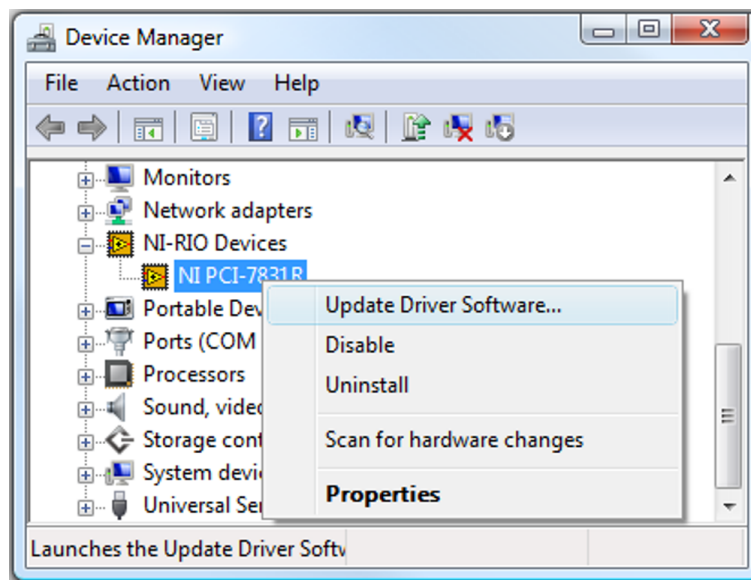 Device Manager
File Action View Help
Monitors
Network adapters
NI-RIO Devices
NI PCI-7831R
Portable Dev
Update Driver Software...
Ports (COM
Disable
Processors
Uninstall
Sound, video
Storage cont
Scan for hardware changes
System devi
Universal Se
Properties
Launches the Update Driver Softw